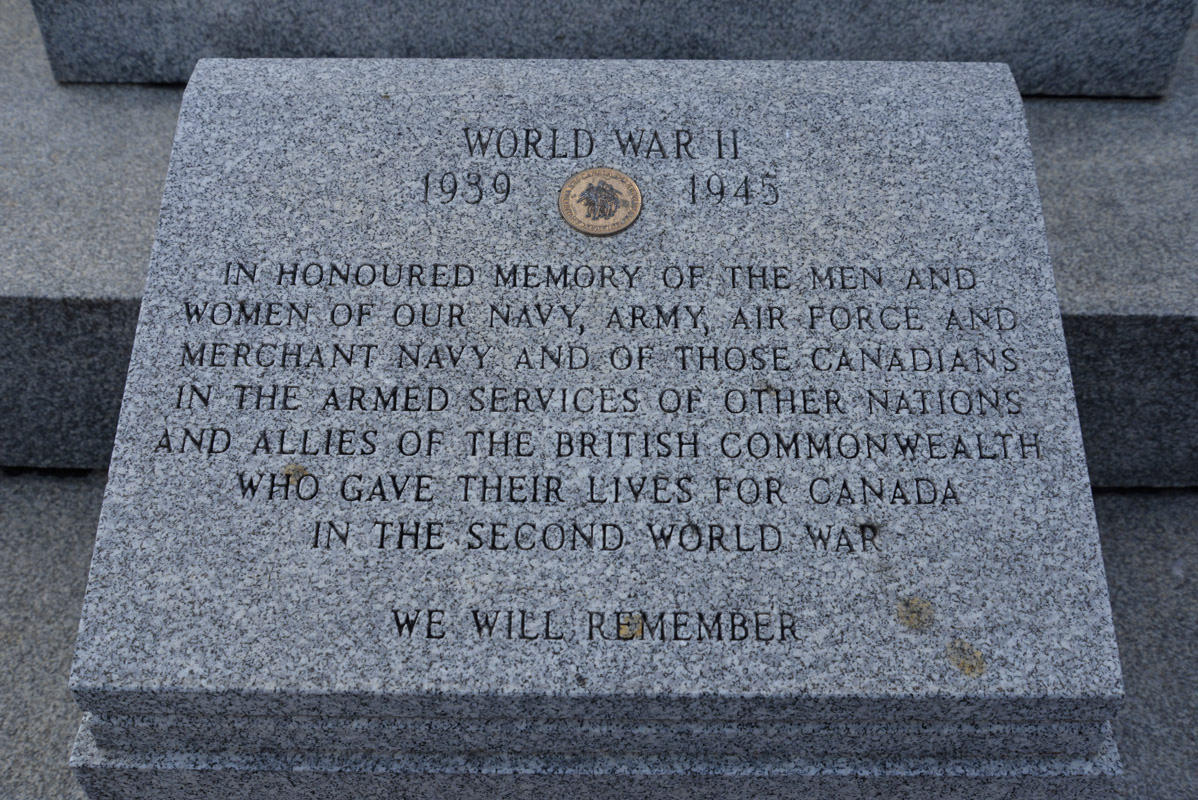 WORLD WAR II
1939 1945
IN HONOURED MEMORY OF THE MEN AND
WOMEN OF OUR NAVY, ARMY, AIR FORCE AND
MERCHANT NAVY AND OF THOSE CANADIANS
IN THE ARMED SERVICES OF OTHER NATIONS
AND ALLIES OF THE BRITISH COMMONWEALTH
WHO GAVE THEIR LIVES FOR CANADA
IN THE SECOND WORLD WAR
WE WILL REMEMBER